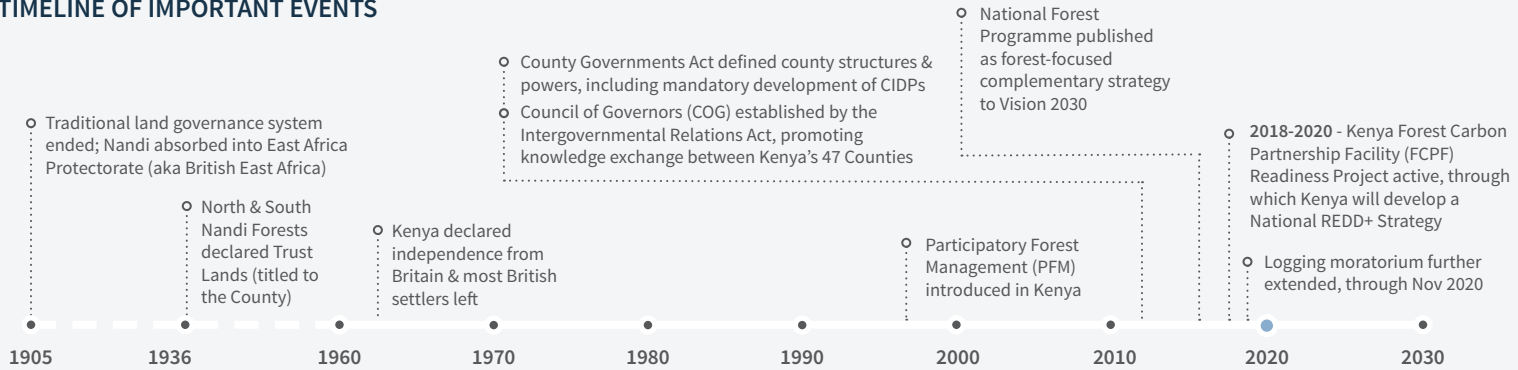 TIMELINE OF IMPORTANT EVENTS
Traditional land governance system
ended; Nandi absorbed into East Africa
Protectorate (aka British East Africa)
North & South
Nandi Forests
declared Trust
Lands (titled to
the County)
Kenya declared
independence from
Britain & most British
settlers left
County Governments Act defined county structures &
powers, including mandatory development of CIDPs
Council of Governors (COG) established by the
Intergovernmental Relations Act, promoting
knowledge exchange between Kenya’s 47 Counties
Participatory Forest
Management (PFM)
introduced in Kenya
National Forest
Programme published
as forest-focused
complementary strategy
to Vision 2030
2018-2020 - Kenya Forest Carbon
Partnership Facility (FCPF)
Readiness Project active, through
which Kenya will develop a
National REDD+ Strategy
Logging moratorium further
extended, through Nov 2020
1905 1936 1960 1970 1980 1990 2000 2010 2020 2030